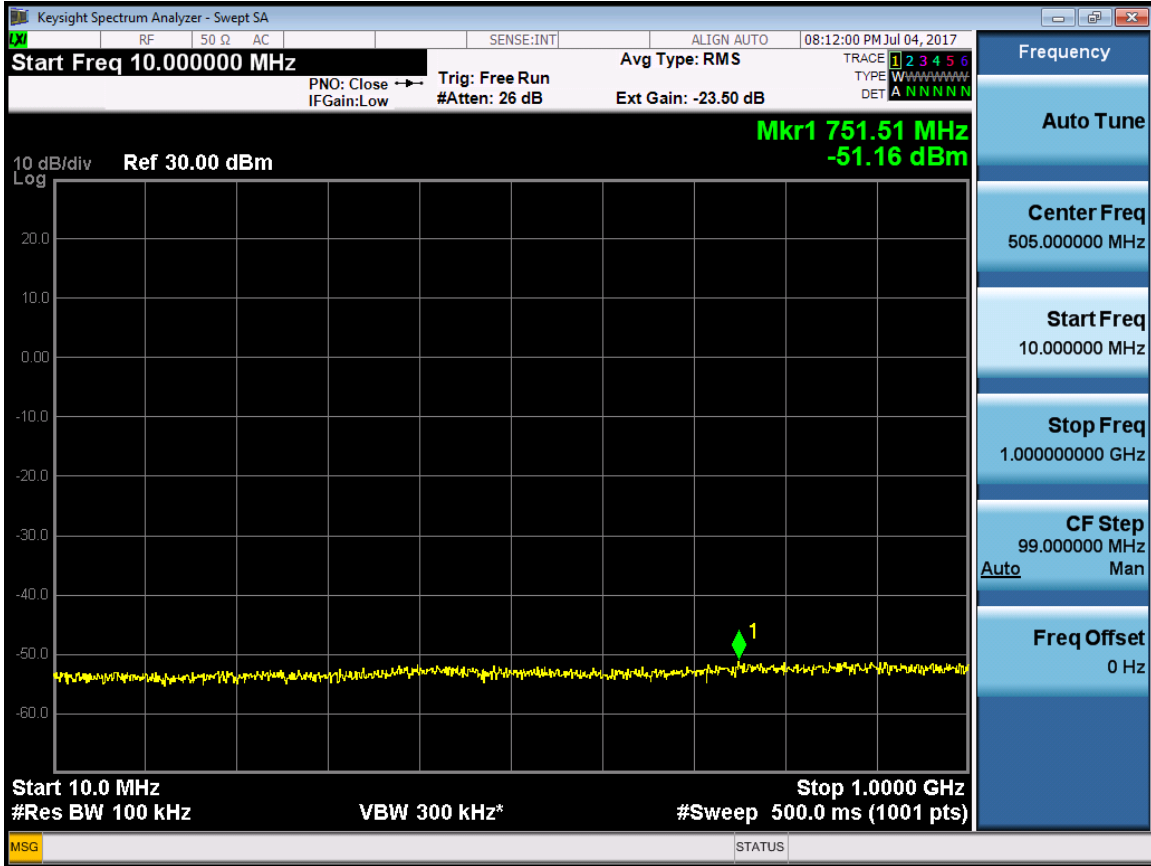 Keysight Spectrum Analyzer - Swept SA
LXI RF 50 Ω AC SENSE:INT ALIGN AUTO 08:12:00 PM Jul 04, 2017
Start Freq 10.000000 MHz
PNO: Close
IFGain:Low
Trig: Free Run
#Atten: 26 dB
Avg Type: RMS
Ext Gain: -23.50 dB
TRACE 1 2 3 4 5 6
TYPE WWWWWW
DET A N N N N N
Mkr1 751.51 MHz
-51.16 dBm
10 dB/div Ref 30.00 dBm
Log
20.0
10.0
0.00
-10.0
-20.0
-30.0
-40.0
-50.0
-60.0
1
Start 10.0 MHz Stop 1.0000 GHz
#Res BW 100 kHz VBW 300 kHz* #Sweep 500.0 ms (1001 pts)
MSG STATUS
Frequency
Auto Tune
Center Freq
505.000000 MHz
Start Freq
10.000000 MHz
Stop Freq
1.000000000 GHz
CF Step
99.000000 MHz
Auto Man
Freq Offset
0 Hz